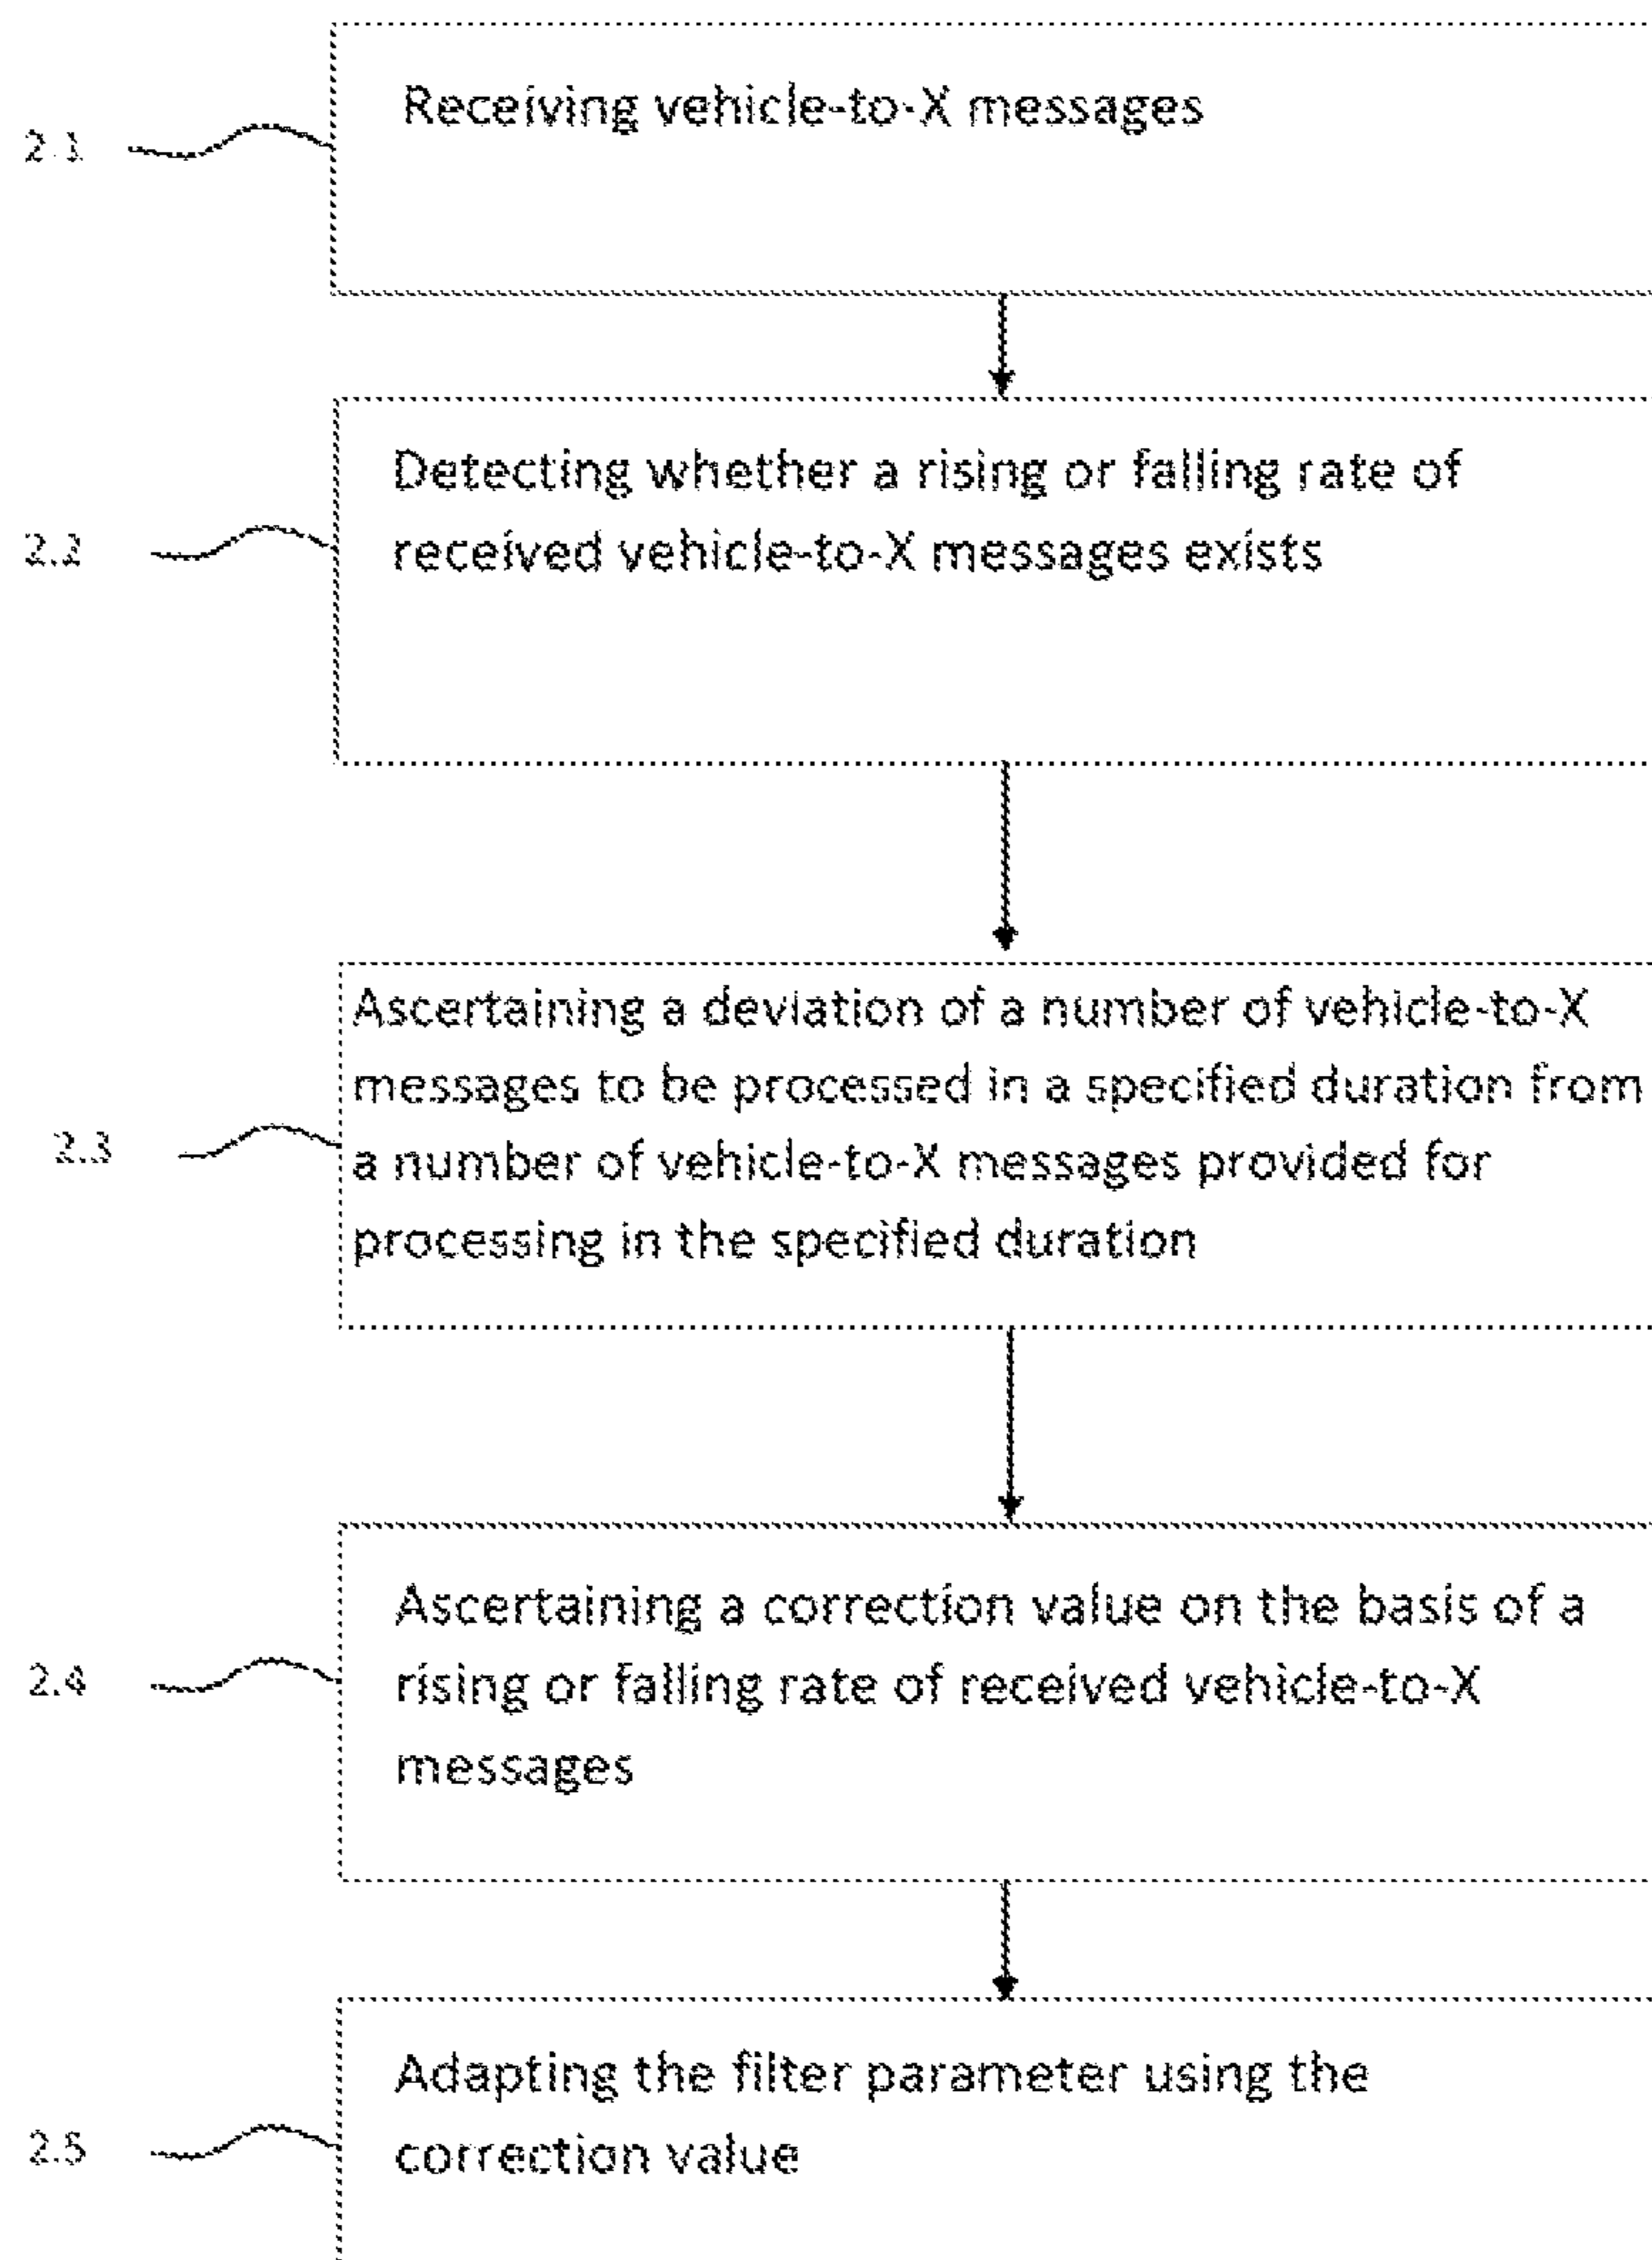 Receiving vehicle-to-X messages
2.1
Detecting whether a rising or falling rate of
received vehicle-to-X messages exists
2.2
Ascertaining a deviation of a number of vehicle-to-X
messages to be processed in a specified duration from
a number of vehicle-to-X messages provided for
processing in the specified duration
2.3
Ascertaining a correction value on the basis of a
rising or falling rate of received vehicle-to-X
messages
2.4
Adapting the filter parameter using the
correction value
2.5